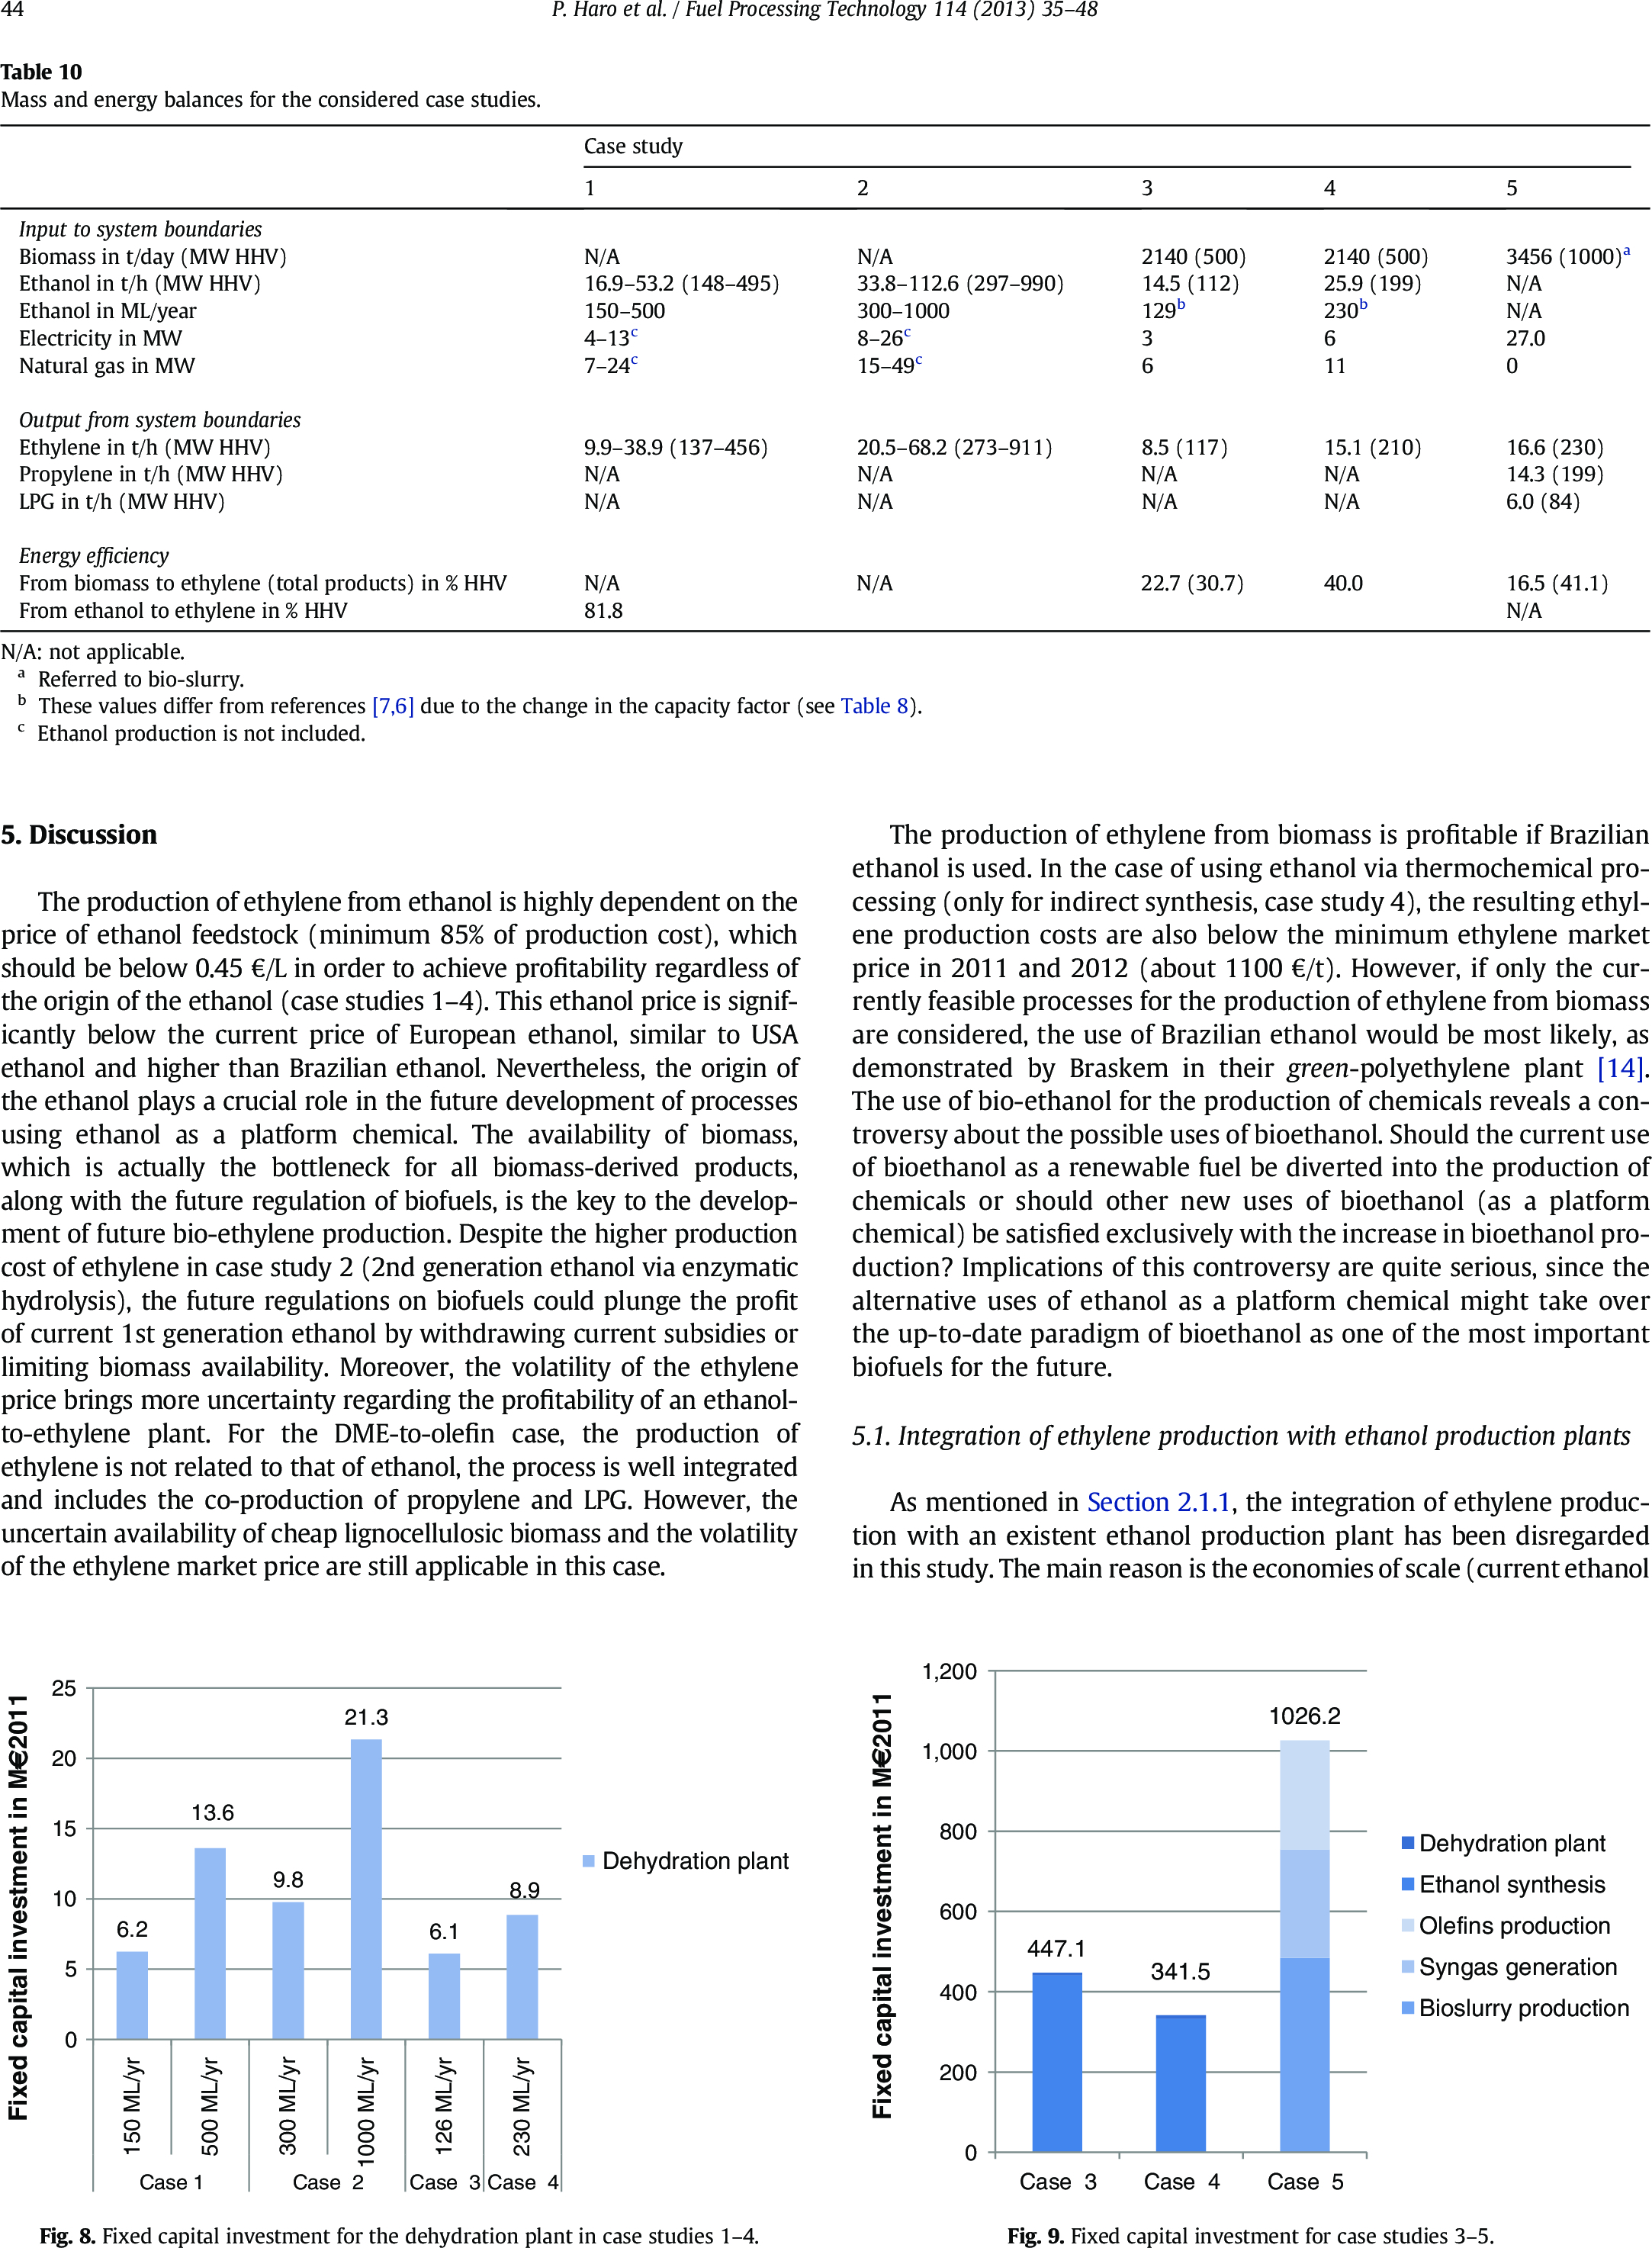 44
P. Haro et al. / Fuel Processing Technology 114 (2013) 35–48
Table 10
Mass and energy balances for the considered case studies.
Case study
1 2 3 4 5
Input to system boundaries
Biomass in t/day (MW HHV) N/A N/A 2140 (500) 2140 (500) 3456 (1000)a
Ethanol in t/h (MW HHV) 16.9–53.2 (148–495) 33.8–112.6 (297–990) 14.5 (112) 25.9 (199) N/A
Ethanol in ML/year 150–500 300–1000 129b 230b N/A
Electricity in MW 4–13c 8–26c 3 6 27.0
Natural gas in MW 7–24c 15–49c 6 11 0
Output from system boundaries
Ethylene in t/h (MW HHV) 9.9–38.9 (137–456) 20.5–68.2 (273–911) 8.5 (117) 15.1 (210) 16.6 (230)
Propylene in t/h (MW HHV) N/A N/A N/A N/A 14.3 (199)
LPG in t/h (MW HHV) N/A N/A N/A N/A 6.0 (84)
Energy efficiency
From biomass to ethylene (total products) in % HHV N/A N/A 22.7 (30.7) 40.0 16.5 (41.1)
From ethanol to ethylene in % HHV 81.8 N/A
N/A: not applicable.
a Referred to bio-slurry.
b These values differ from references [7,6] due to the change in the capacity factor (see Table 8).
c Ethanol production is not included.
5. Discussion
The production of ethylene from ethanol is highly dependent on the
price of ethanol feedstock (minimum 85% of production cost), which
should be below 0.45 €/L in order to achieve profitability regardless of
the origin of the ethanol (case studies 1–4). This ethanol price is signif-
icantly below the current price of European ethanol, similar to USA
ethanol and higher than Brazilian ethanol. Nevertheless, the origin of
the ethanol plays a crucial role in the future development of processes
using ethanol as a platform chemical. The availability of biomass,
which is actually the bottleneck for all biomass-derived products,
along with the future regulation of biofuels, is the key to the develop-
ment of future bio-ethylene production. Despite the higher production
cost of ethylene in case study 2 (2nd generation ethanol via enzymatic
hydrolysis), the future regulations on biofuels could plunge the profit
of current 1st generation ethanol by withdrawing current subsidies or
limiting biomass availability. Moreover, the volatility of the ethylene
price brings more uncertainty regarding the profitability of an ethanol-
to-ethylene plant. For the DME-to-olefin case, the production of
ethylene is not related to that of ethanol, the process is well integrated
and includes the co-production of propylene and LPG. However, the
uncertain availability of cheap lignocellulosic biomass and the volatility
of the ethylene market price are still applicable in this case.
The production of ethylene from biomass is profitable if Brazilian
ethanol is used. In the case of using ethanol via thermochemical pro-
cessing (only for indirect synthesis, case study 4), the resulting ethyl-
ene production costs are also below the minimum ethylene market
price in 2011 and 2012 (about 1100 €/t). However, if only the cur-
rently feasible processes for the production of ethylene from biomass
are considered, the use of Brazilian ethanol would be most likely, as
demonstrated by Braskem in their green-polyethylene plant [14].
The use of bio-ethanol for the production of chemicals reveals a con-
troversy about the possible uses of bioethanol. Should the current use
of bioethanol as a renewable fuel be diverted into the production of
chemicals or should other new uses of bioethanol (as a platform
chemical) be satisfied exclusively with the increase in bioethanol pro-
duction? Implications of this controversy are quite serious, since the
alternative uses of ethanol as a platform chemical might take over
the up-to-date paradigm of bioethanol as one of the most important
biofuels for the future.
5.1. Integration of ethylene production with ethanol production plants
As mentioned in Section 2.1.1, the integration of ethylene produc-
tion with an existent ethanol production plant has been disregarded
in this study. The main reason is the economies of scale (current ethanol
Fixed capital investment in M€2011
25
20
15
10
5
0
6.2
13.6
9.8
21.3
6.1
8.9
150 ML/yr
500 ML/yr
300 ML/yr
1000 ML/yr
126 ML/yr
230 ML/yr
Case 1
Case 2
Case 3
Case 4
Dehydration plant
Fig. 8. Fixed capital investment for the dehydration plant in case studies 1–4.
Fixed capital investment in M€2011
1,200
1,000
800
600
400
200
0
447.1
341.5
1026.2
Case 3
Case 4
Case 5
Dehydration plant
Ethanol synthesis
Olefins production
Syngas generation
Bioslurry production
Fig. 9. Fixed capital investment for case studies 3–5.